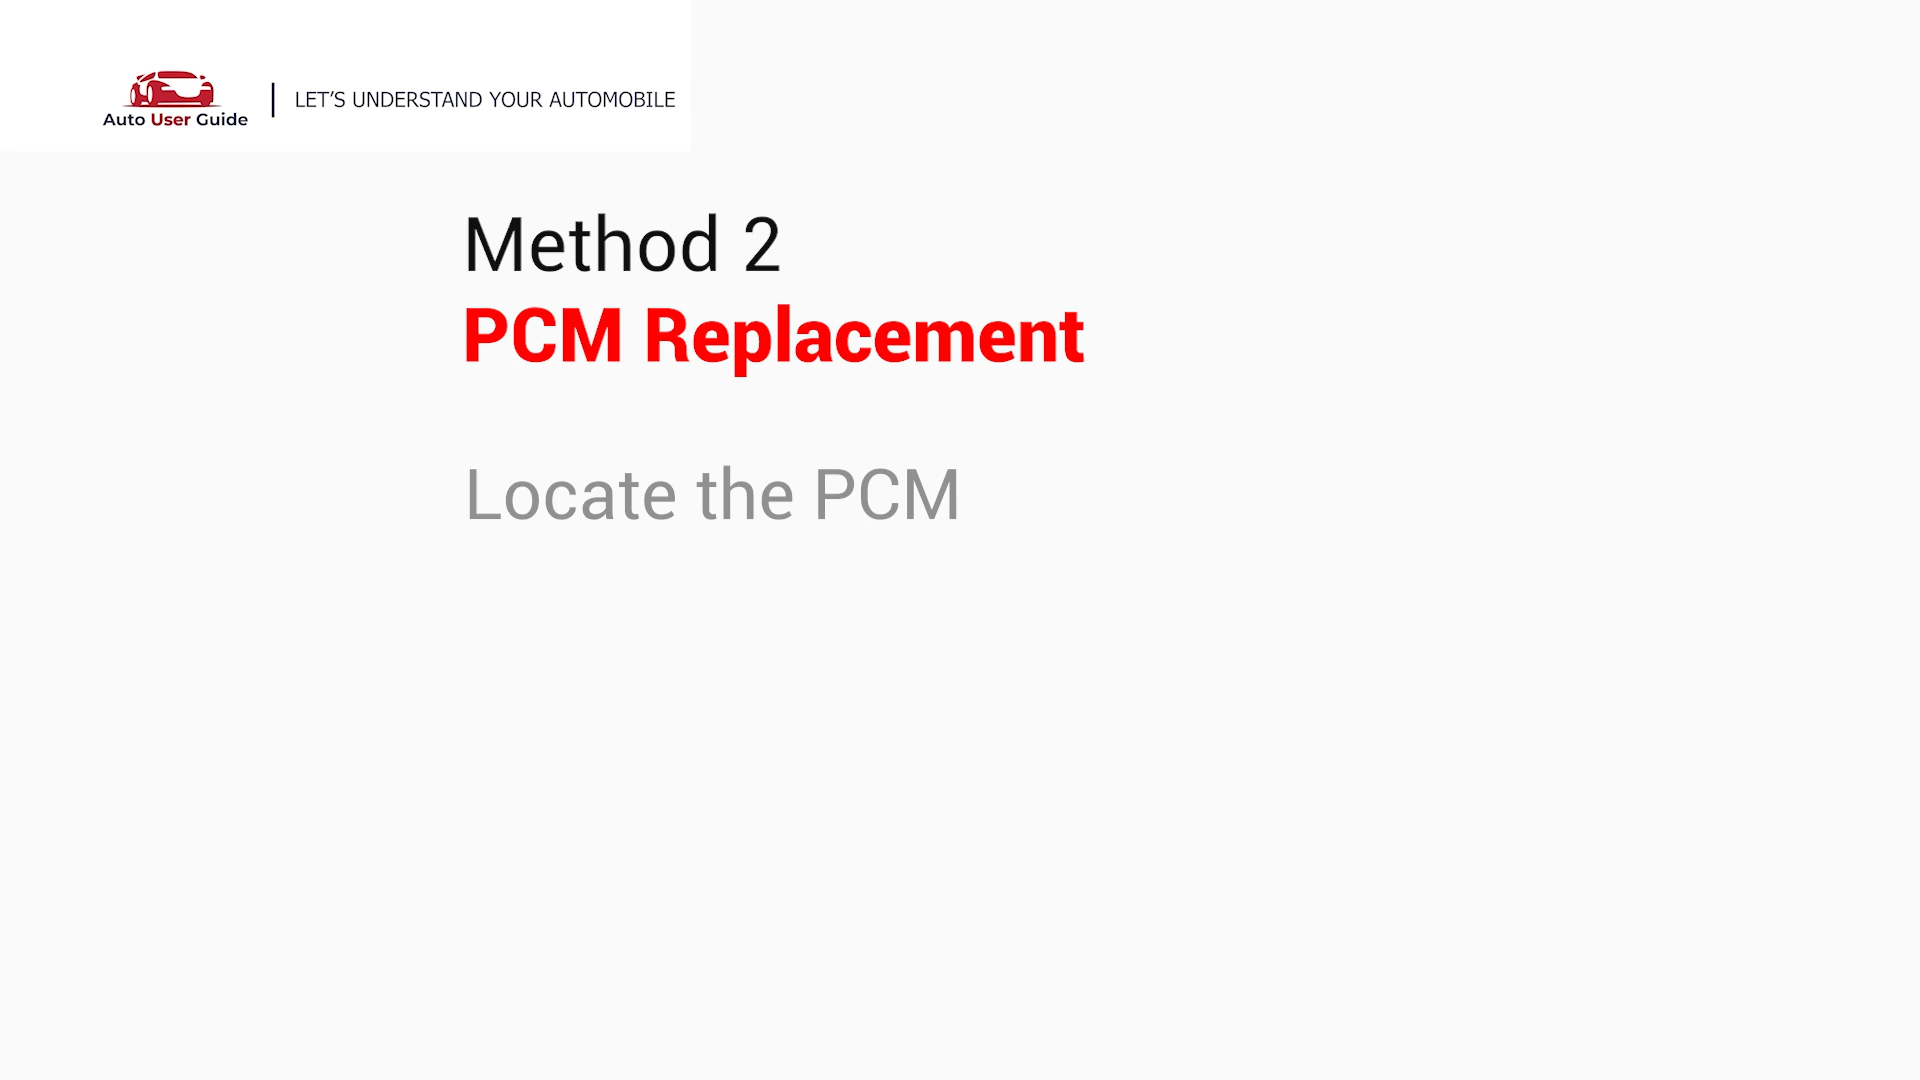 Auto User Guide
LET'S UNDERSTAND YOUR AUTOMOBILE
Method 2
PCM Replacement
Locate the PCM